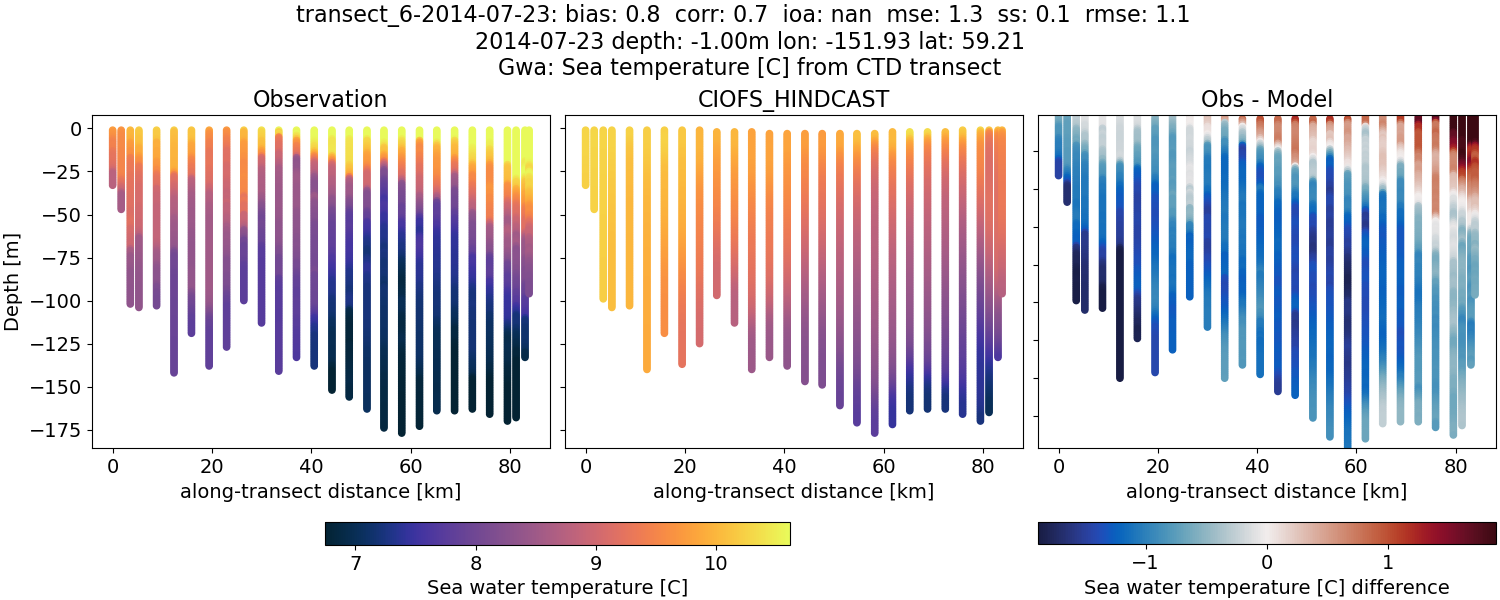 transect_6-2014-07-23: bias: 0.8  corr: 0.7  ioa: nan  mse: 1.3  ss: 0.1  rmse: 1.1
2014-07-23 depth: -1.00m lon: -151.93 lat: 59.21
Gwa: Sea temperature [C] from CTD transect
Observation
CIOFS_HINDCAST
Obs - Model
Depth [m]
0
−25
−50
−75
−100
−125
−150
−175
0 20 40 60 80
0 20 40 60 80
0 20 40 60 80
along-transect distance [km]
along-transect distance [km]
along-transect distance [km]
7 8 9 10
Sea water temperature [C]
−1 0 1
Sea water temperature [C] difference